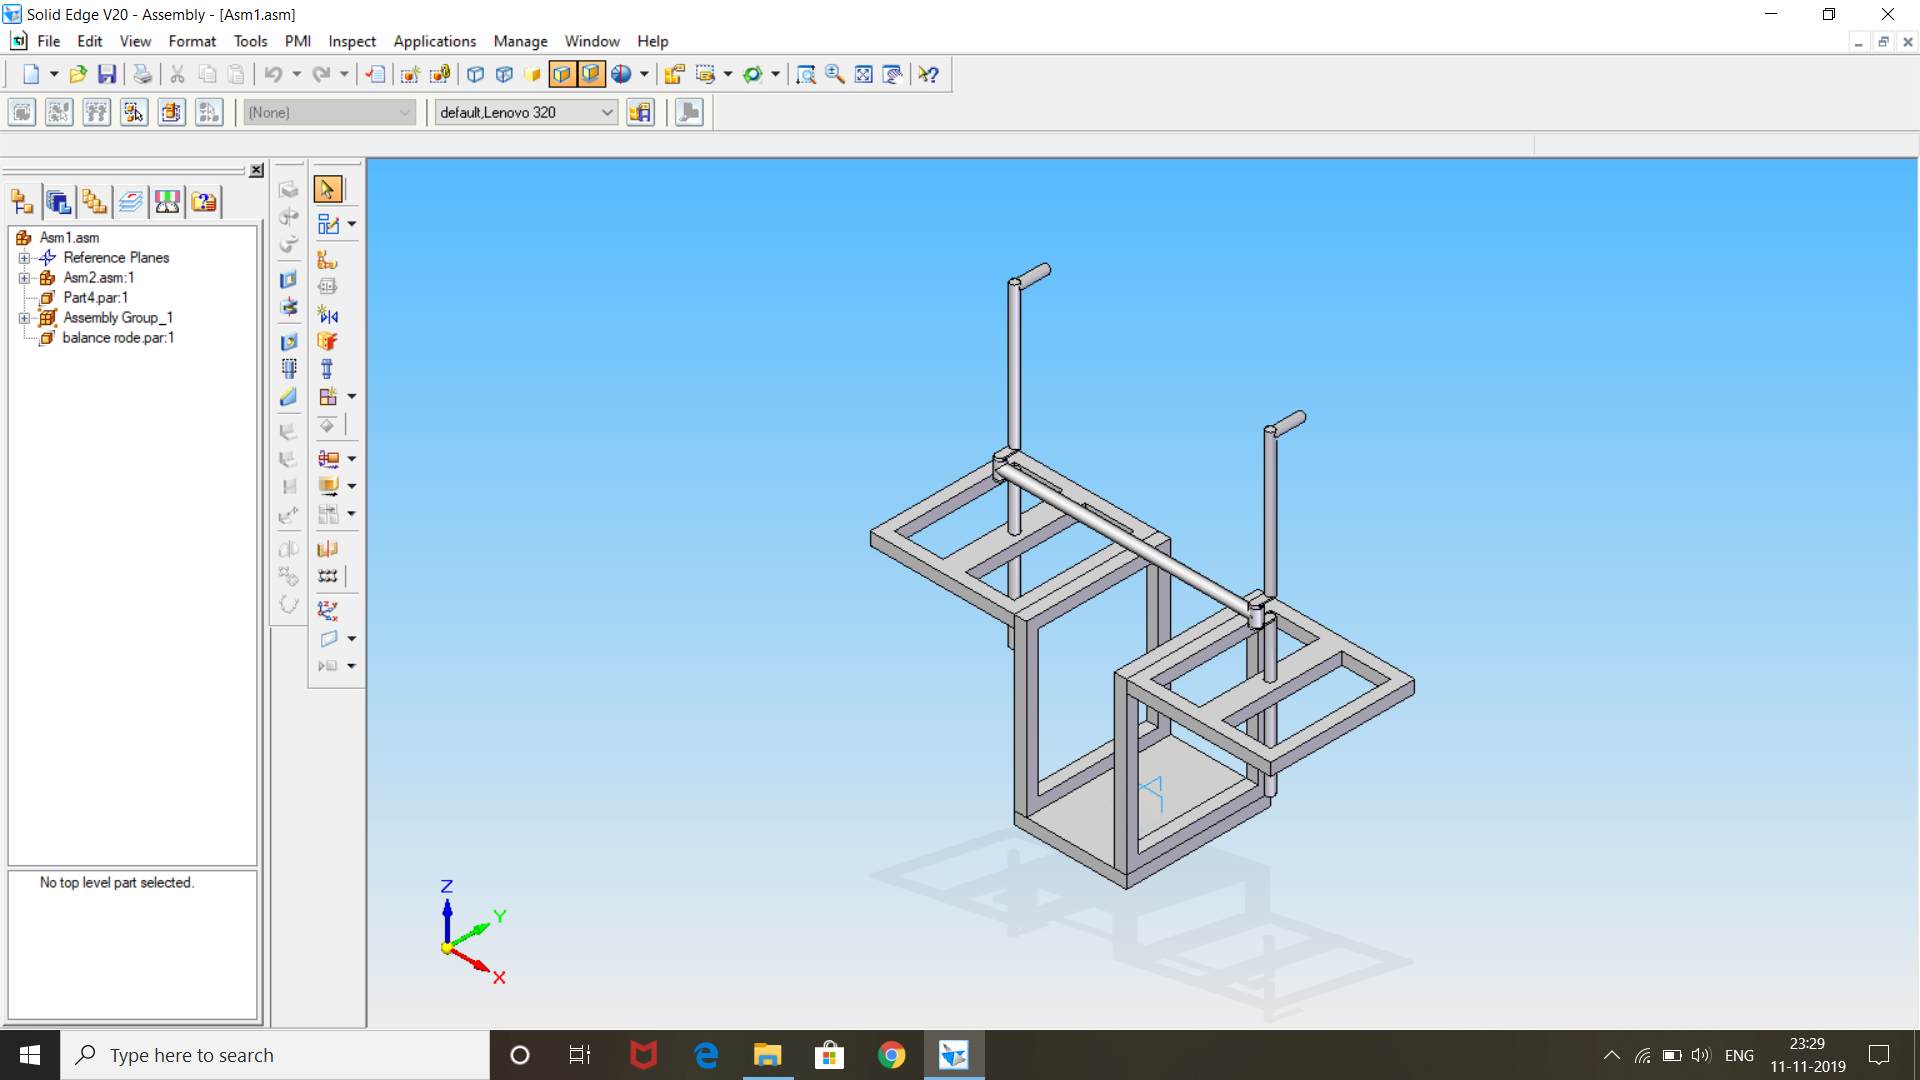 Solid Edge V20 - Assembly - [Asm1.asm]
File Edit View Format Tools PMI Inspect Applications Manage Window Help
(None) default,Lenovo 320
Asm1.asm
Reference Planes
Asm2.asm:1
Part4.par:1
Assembly Group_1
balance rode.par:1
No top level part selected.
Z
Y
X
Type here to search
ENG
23:29
11-11-2019